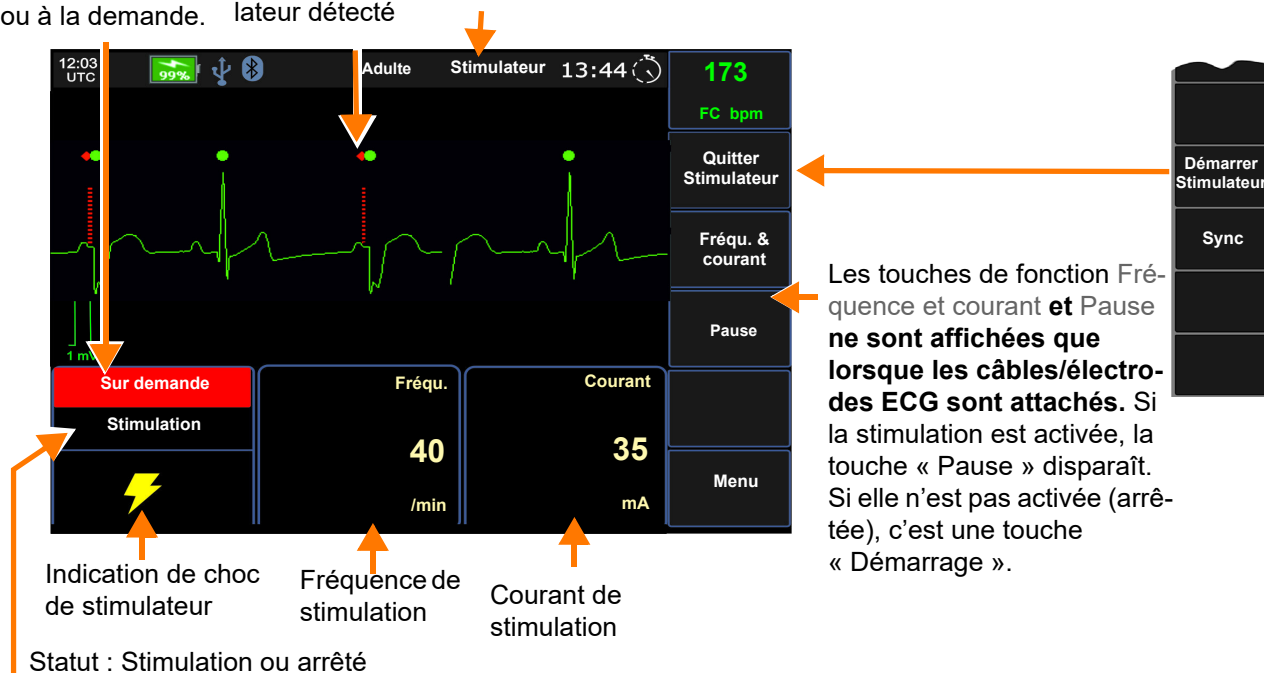 ou à la demande.
lateur détecté
12:03
UTC
99%
Adulte
Stimulateur
13:44
173
FC bpm
Quitter
Stimulateur
Fréqu. &
courant
Pause
Menu
1 mV
Sur demande
Stimulation
Fréqu.
40
/min
Courant
35
mA
Démarrer
Stimulateur
Sync
Les touches de fonction Fré-
quence et courant et Pause
ne sont affichées que
lorsque les câbles/électro-
des ECG sont attachés. Si
la stimulation est activée, la
touche « Pause » disparaît.
Si elle n’est pas activée (arrê-
tée), c’est une touche
« Démarrage ».
Indication de choc
de stimulateur
Fréquence de
stimulation
Courant de
stimulation
Statut : Stimulation ou arrêté